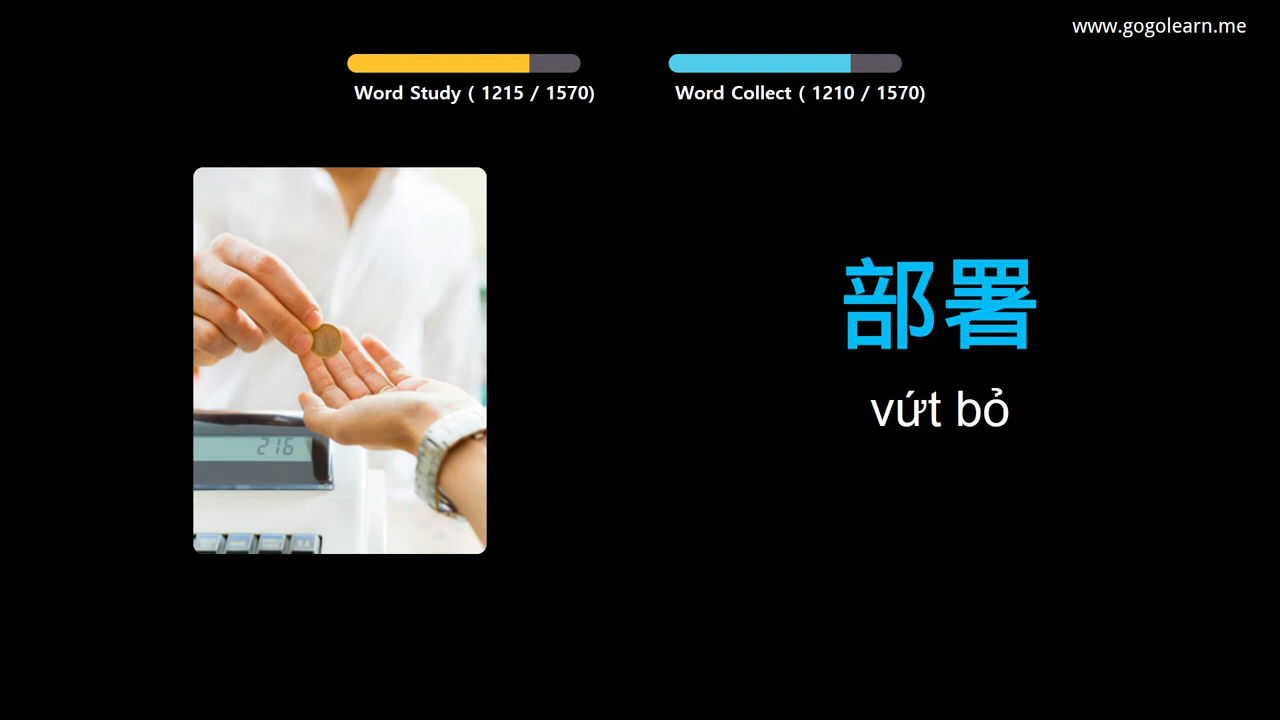 www.gogolearn.me
Word Study ( 1215 / 1570)
Word Collect ( 1210 / 1570)
部署
vứt bỏ
216